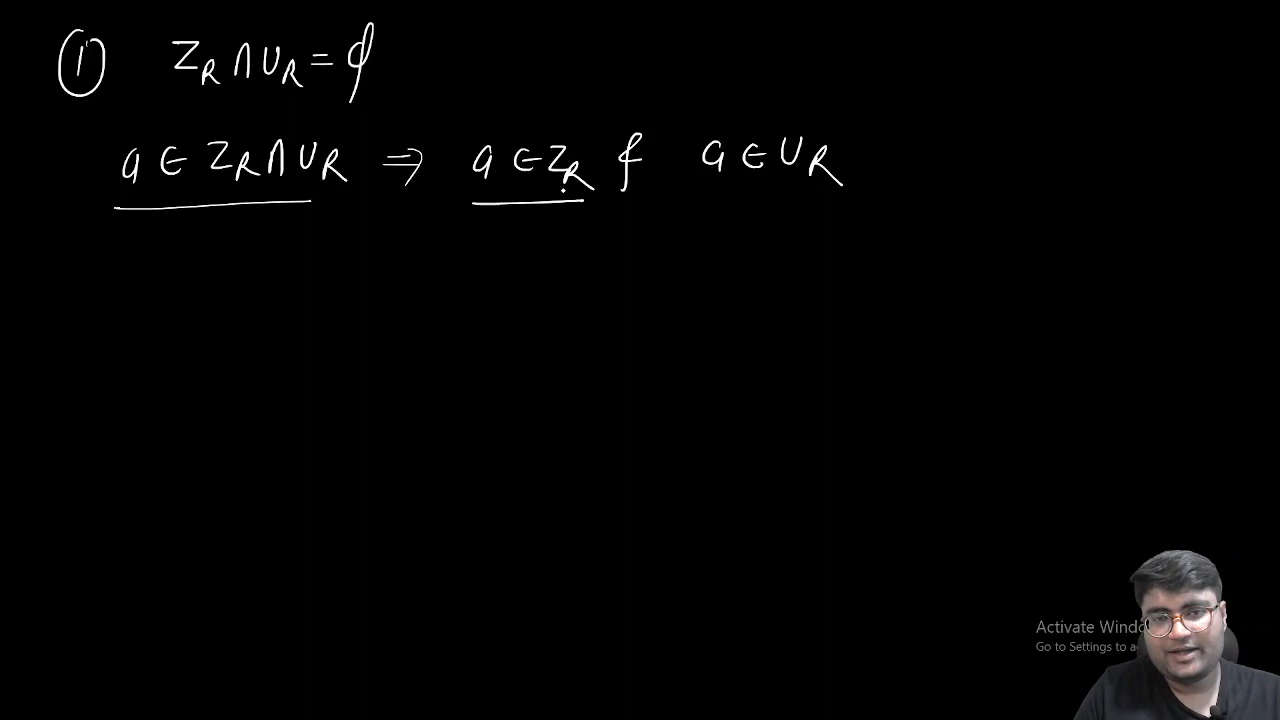 ① Z_R ∩ U_R = φ
a ∈ Z_R ∩ U_R ⇒ a ∈ Z_R & a ∈ U_R
Activate Windo
Go to Settings to a